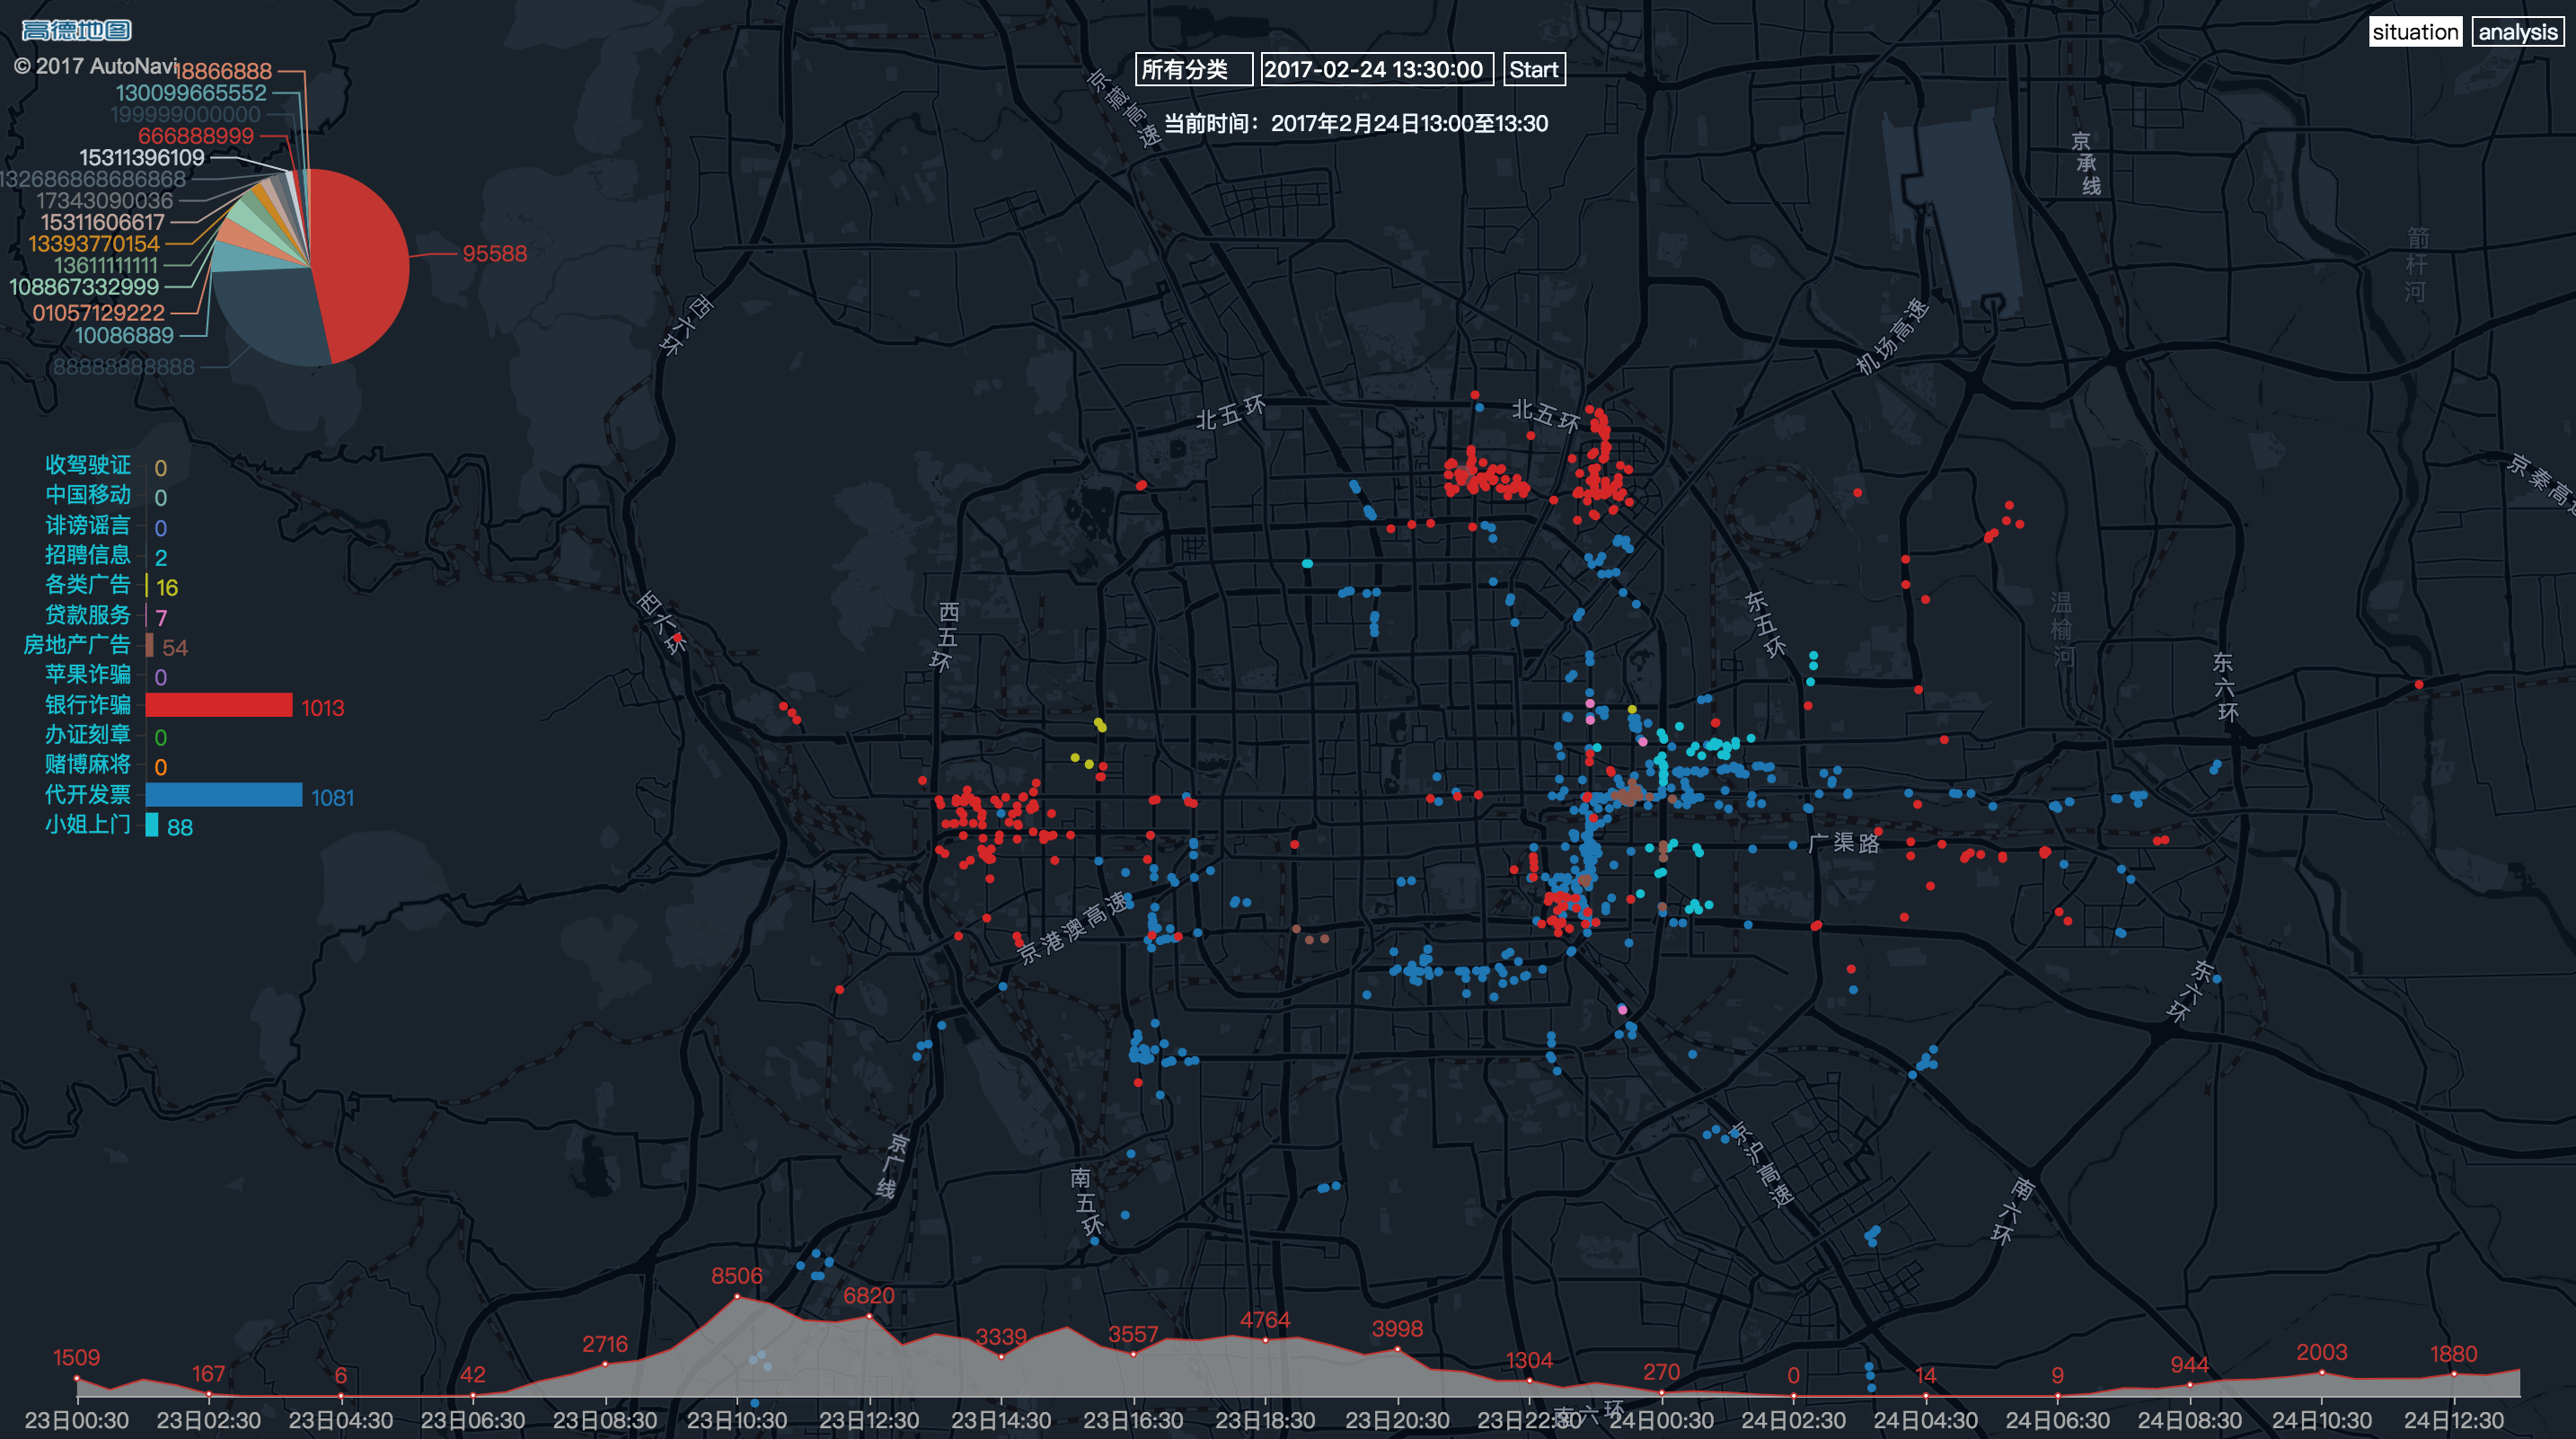 高德地图
© 2017 AutoNavi
situation
analysis
所有分类
2017-02-24 13:30:00
Start
当前时间：2017年2月24日13:00至13:30
18866888
130099665552
199999000000
666888999
15311396109
132686868686868
17343090036
15311606617
13393770154
13611111111
108867332999
01057129222
10086889
88888888888
95588
收驾驶证 0
中国移动 0
诽谤谣言 0
招聘信息 2
各类广告 16
贷款服务 7
房地产广告 54
苹果诈骗 0
银行诈骗 1013
办证刻章 0
赌博麻将 0
代开发票 1081
小姐上门 88
京藏高速
京承线
箭杆河
西六环
机场高速
北五环
北五环
京秦高速
西六环
西五环
东五环
温榆河
东六环
广渠路
京港澳高速
东六环
京广线
南五环
京沪高速
南六环
南六环
1509
167
6
42
2716
8506
6820
3339
3557
4764
3998
1304
270
0
14
9
944
2003
1880
23日00:30
23日02:30
23日04:30
23日06:30
23日08:30
23日10:30
23日12:30
23日14:30
23日16:30
23日18:30
23日20:30
23日22:30
24日00:30
24日02:30
24日04:30
24日06:30
24日08:30
24日10:30
24日12:30